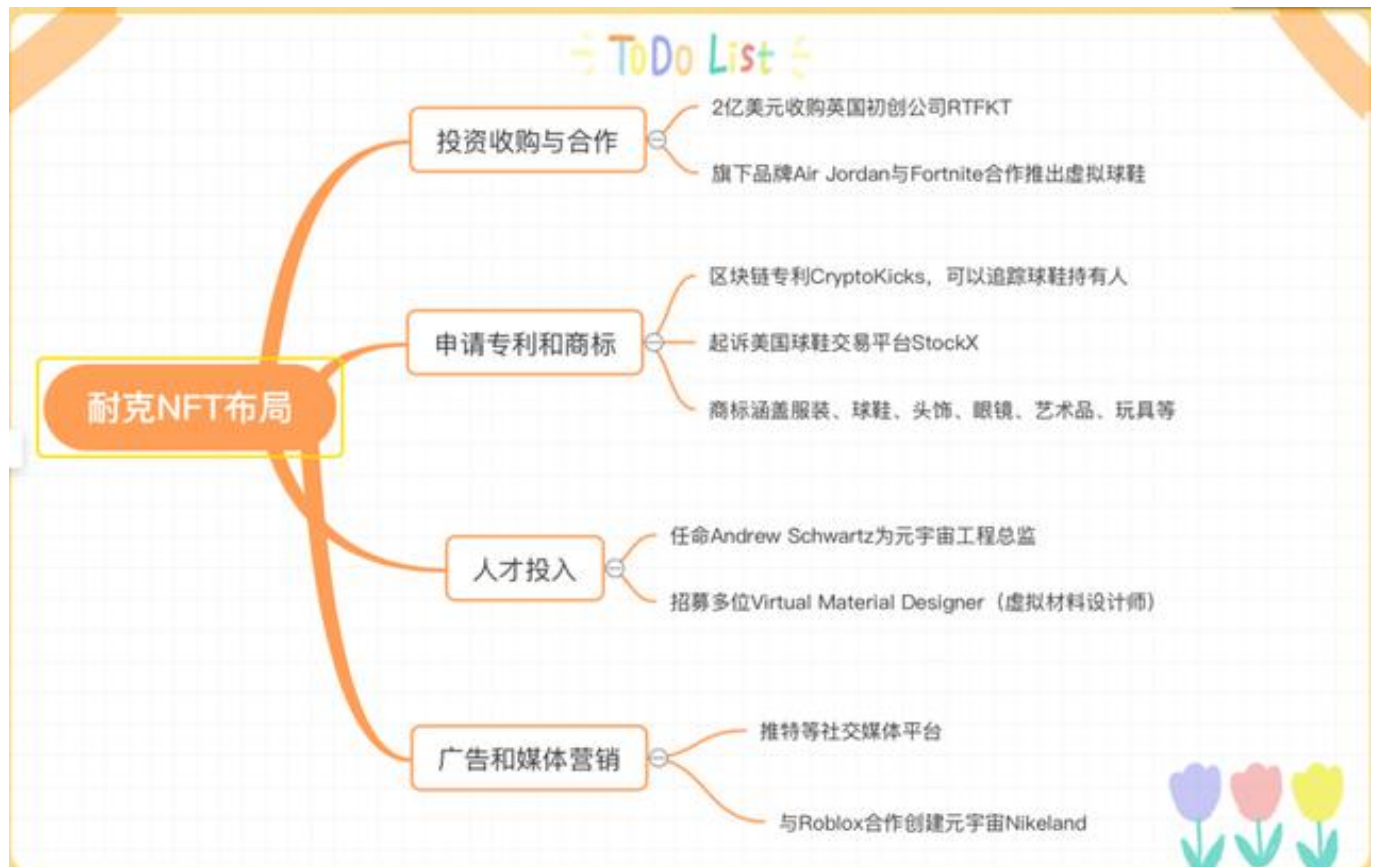 ToDo List
耐克NFT布局
投资收购与合作
2亿美元收购英国初创公司RTFKT
旗下品牌Air Jordan与Fortnite合作推出虚拟球鞋
申请专利和商标
区块链专利CryptoKicks，可以追踪球鞋持有人
起诉美国球鞋交易平台StockX
商标涵盖服装、球鞋、头饰、眼镜、艺术品、玩具等
人才投入
任命Andrew Schwartz为元宇宙工程总监
招募多位Virtual Material Designer（虚拟材料设计师）
广告和媒体营销
推特等社交媒体平台
与Roblox合作创建元宇宙Nikeland